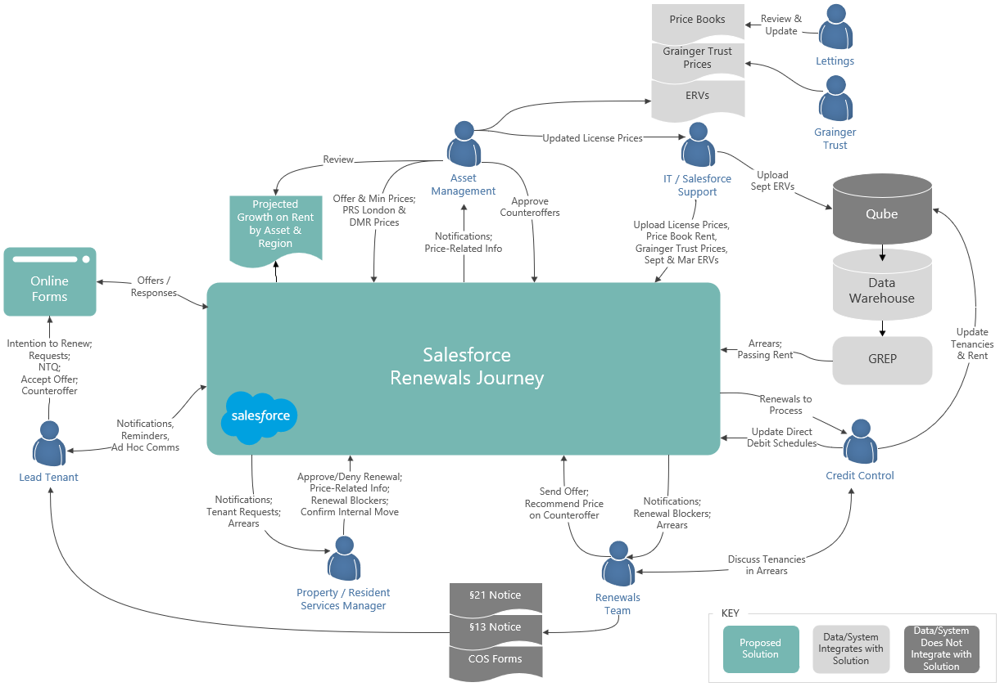 Price Books
Review &
Update
Lettings
Grainger Trust
Prices
ERVs
Grainger
Trust
Updated License Prices
IT / Salesforce
Support
Upload
Sept ERVs
Qube
Data
Warehouse
GREP
Asset
Management
Review
Projected
Growth on Rent
by Asset &
Region
Offer & Min Prices;
PRS London &
DMR Prices
Notifications;
Price-Related Info
Approve
Counteroffers
Upload License Prices,
Price Book Rent,
Grainger Trust Prices,
Sept & Mar ERVs
Online
Forms
Offers /
Responses
Intention to Renew;
Requests;
NTQ;
Accept Offer;
Counteroffer
Lead Tenant
Notifications,
Reminders,
Ad Hoc Comms
Salesforce
Renewals Journey
salesforce
Arrears;
Passing Rent
Update
Tenancies
& Rent
Renewals to
Process
Update Direct
Debit Schedules
Credit Control
Notifications;
Tenant Requests;
Arrears
Approve/Deny Renewal;
Price-Related Info;
Renewal Blockers;
Confirm Internal Move
Property / Resident
Services Manager
Send Offer;
Recommend Price
on Counteroffer
Notifications;
Renewal Blockers;
Arrears
Renewals
Team
Discuss Tenancies
in Arrears
§21 Notice
§13 Notice
COS Forms
KEY
Proposed
Solution
Data/System
Integrates with
Solution
Data/System
Does Not
Integrate with
Solution